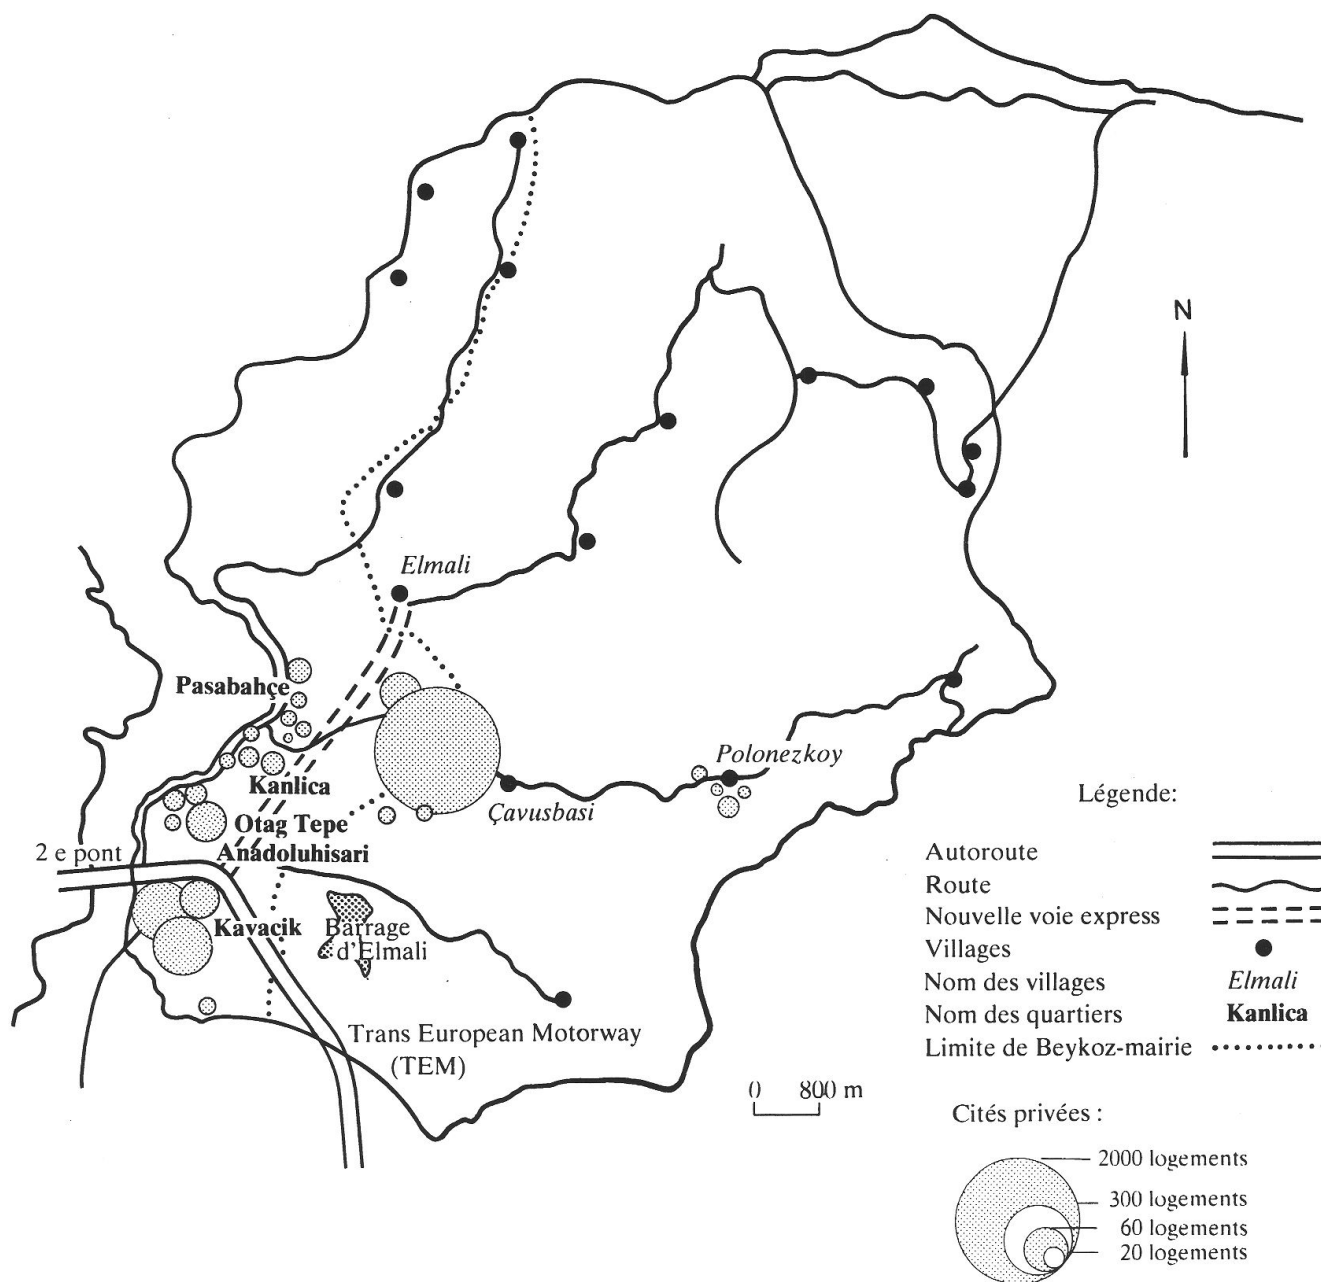 N
Elmali
Pasabahçe
Polonezkoy
Kanlica
Çavusbasi
Otag Tepe
2 e pont
Anadoluhisari
Kavacik
Barrage
d'Elmali
Trans European Motorway
(TEM)
0 800 m
Légende:
Autoroute
Route
Nouvelle voie express
Villages
Nom des villages Elmali
Nom des quartiers Kanlica
Limite de Beykoz-mairie
Cités privées :
2000 logements
300 logements
60 logements
20 logements